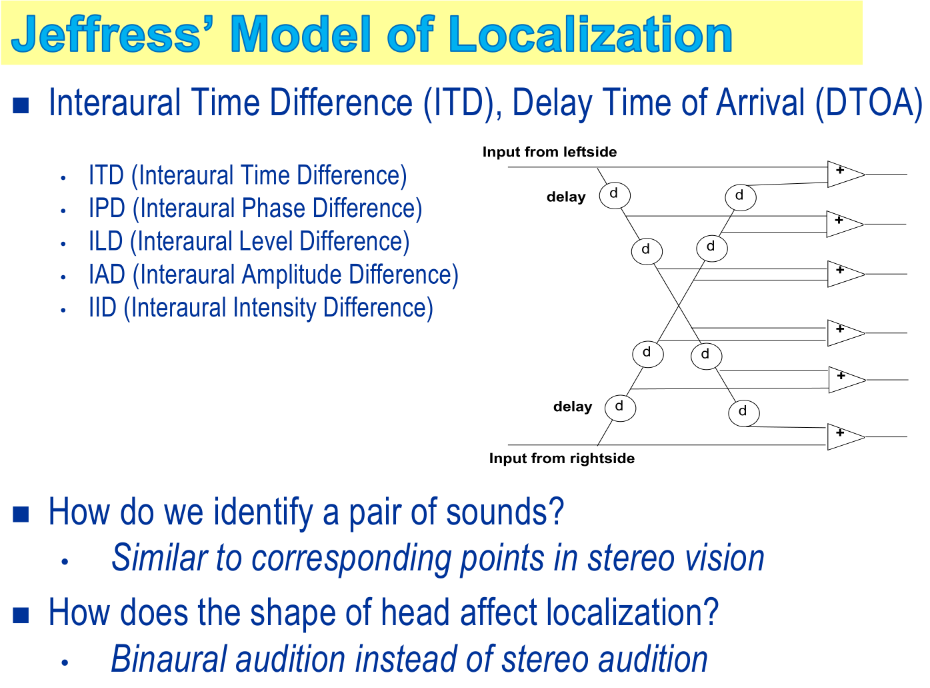 Jeffress’ Model of Localization
■ Interaural Time Difference (ITD), Delay Time of Arrival (DTOA)
• ITD (Interaural Time Difference)
• IPD (Interaural Phase Difference)
• ILD (Interaural Level Difference)
• IAD (Interaural Amplitude Difference)
• IID (Interaural Intensity Difference)
Input from leftside
+
delay d d
+
d d
+
+
d d
+
delay d d
+
Input from rightside
■ How do we identify a pair of sounds?
• Similar to corresponding points in stereo vision
■ How does the shape of head affect localization?
• Binaural audition instead of stereo audition